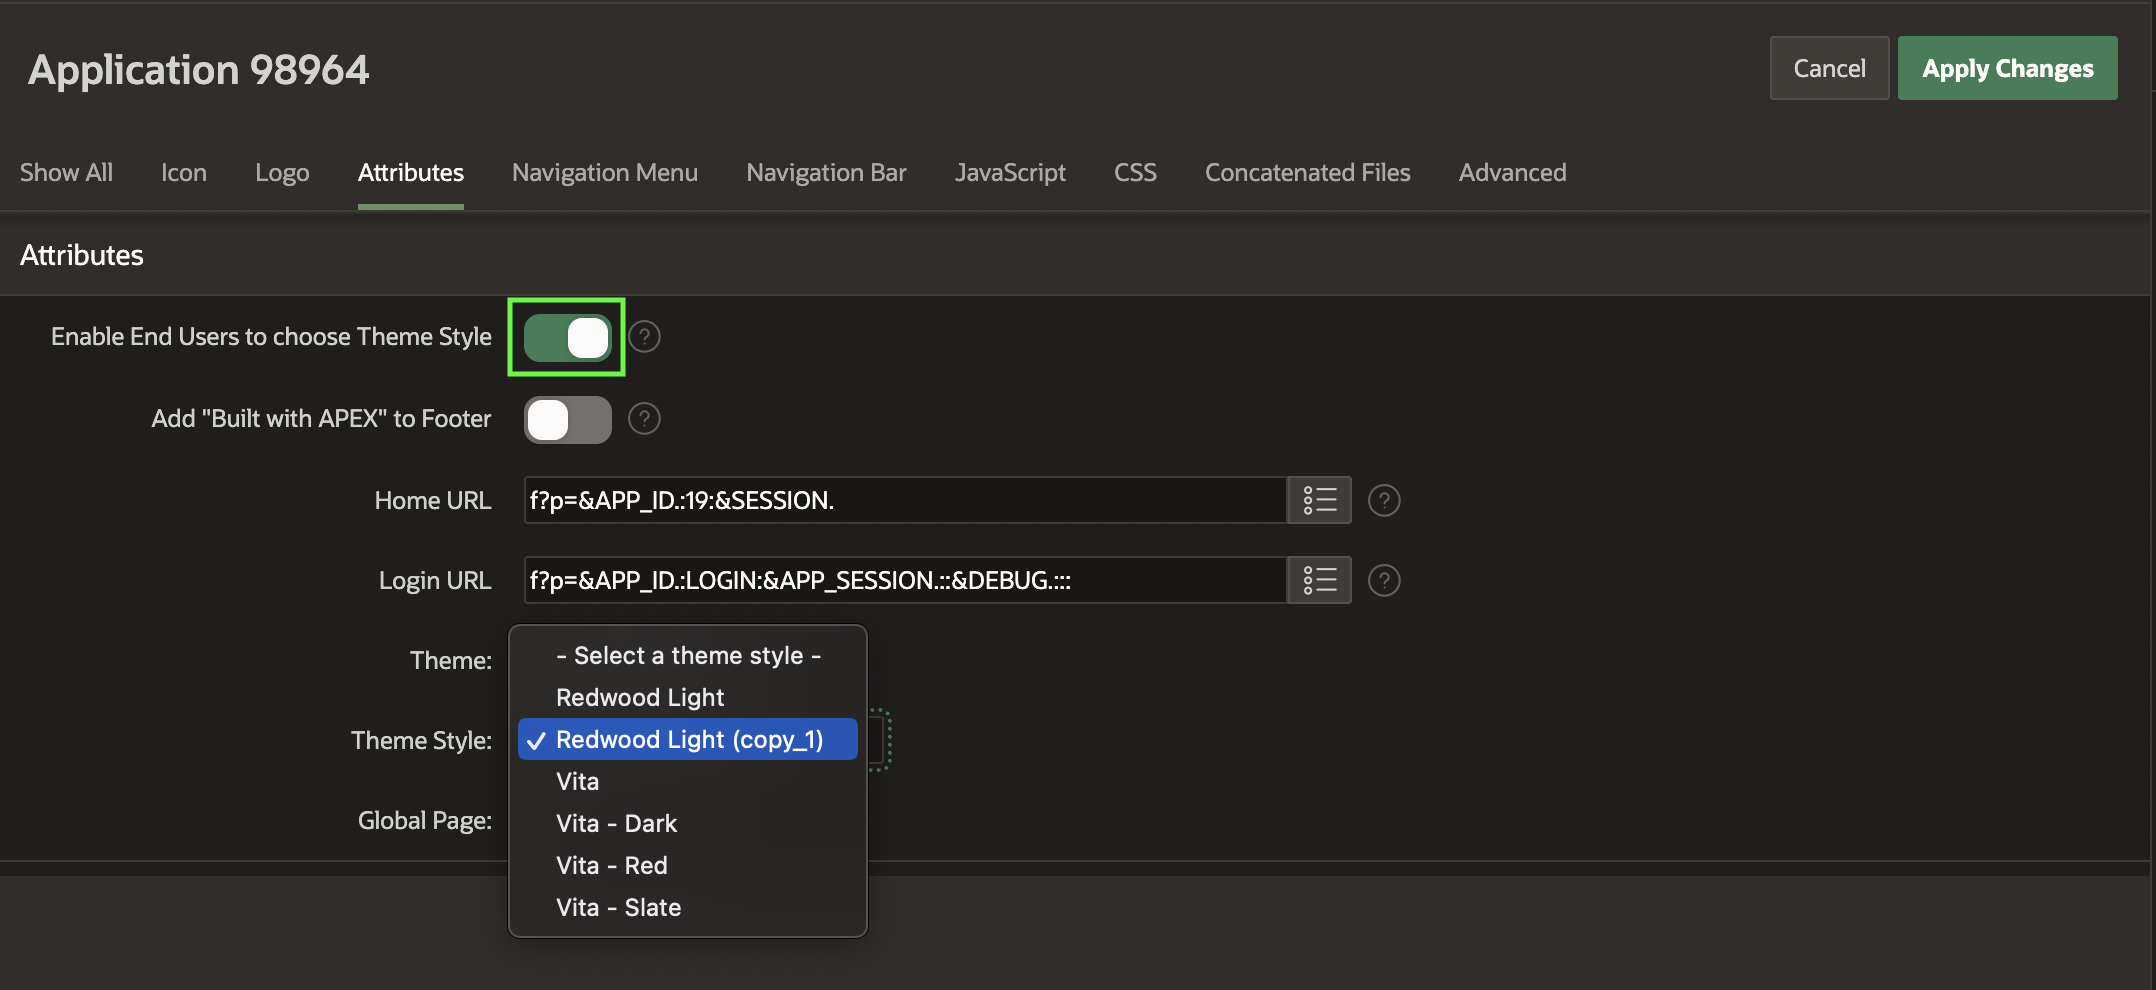 Application 98964
Cancel
Apply Changes
Show All
Icon
Logo
Attributes
Navigation Menu
Navigation Bar
JavaScript
CSS
Concatenated Files
Advanced
Attributes
Enable End Users to choose Theme Style
?
Add "Built with APEX" to Footer
?
Home URL
f?p=&APP_ID.:19:&SESSION.
?
Login URL
f?p=&APP_ID.:LOGIN:&APP_SESSION.:::&DEBUG.:::
?
Theme:
- Select a theme style -
Redwood Light
Theme Style:
✓ Redwood Light (copy_1)
Vita
Global Page:
Vita - Dark
Vita - Red
Vita - Slate